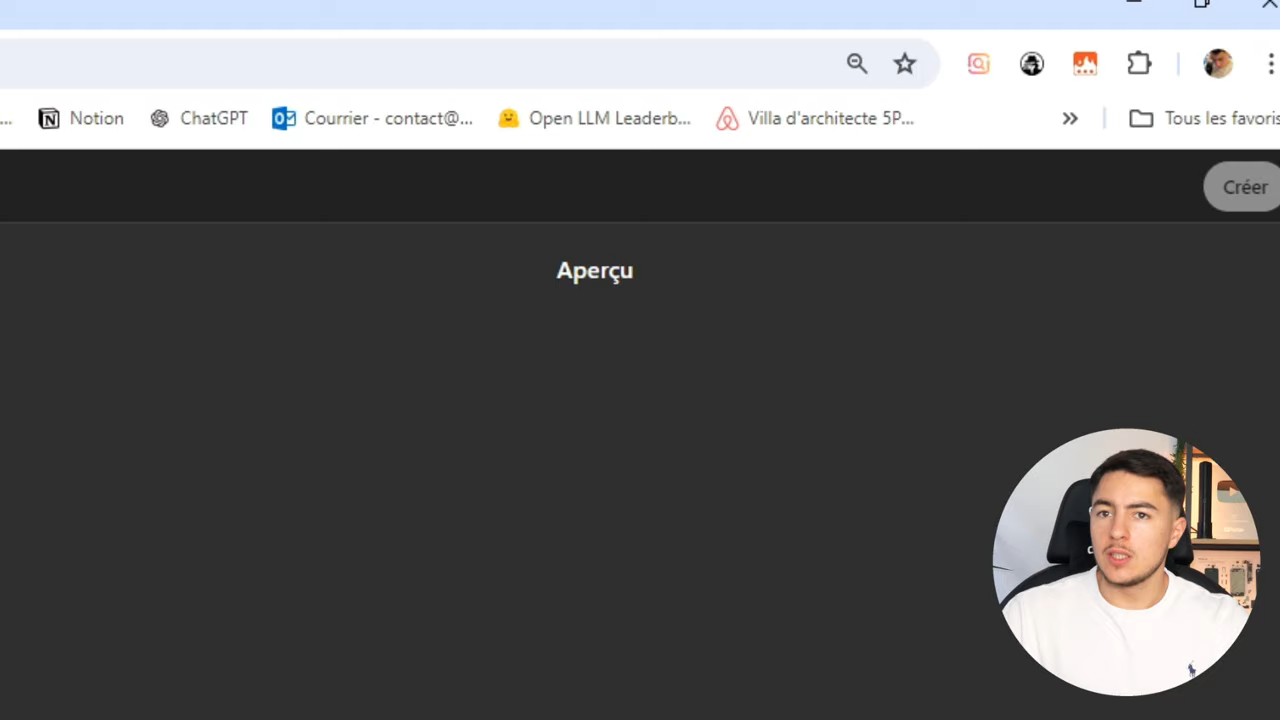 ... Notion ChatGPT Courrier - contact@... Open LLM Leaderb... Villa d'architecte 5P... » Tous les favoris
Créer
Aperçu